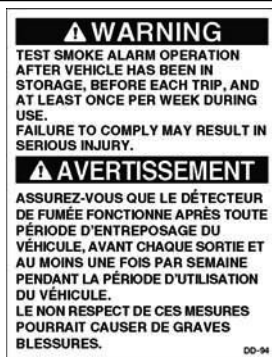 ⚠ WARNING
TEST SMOKE ALARM OPERATION
AFTER VEHICLE HAS BEEN IN
STORAGE, BEFORE EACH TRIP, AND
AT LEAST ONCE PER WEEK DURING
USE.
FAILURE TO COMPLY MAY RESULT IN
SERIOUS INJURY.
⚠ AVERTISSEMENT
ASSUREZ-VOUS QUE LE DÉTECTEUR
DE FUMÉE FONCTIONNE APRÈS TOUTE
PÉRIODE D'ENTREPOSAGE DU
VÉHICULE, AVANT CHAQUE SORTIE ET
AU MOINS UNE FOIS PAR SEMAINE
PENDANT LA PÉRIODE D'UTILISATION
DU VÉHICULE.
LE NON RESPECT DE CES MESURES
POURRAIT CAUSER DE GRAVES
BLESSURES.
DD-94